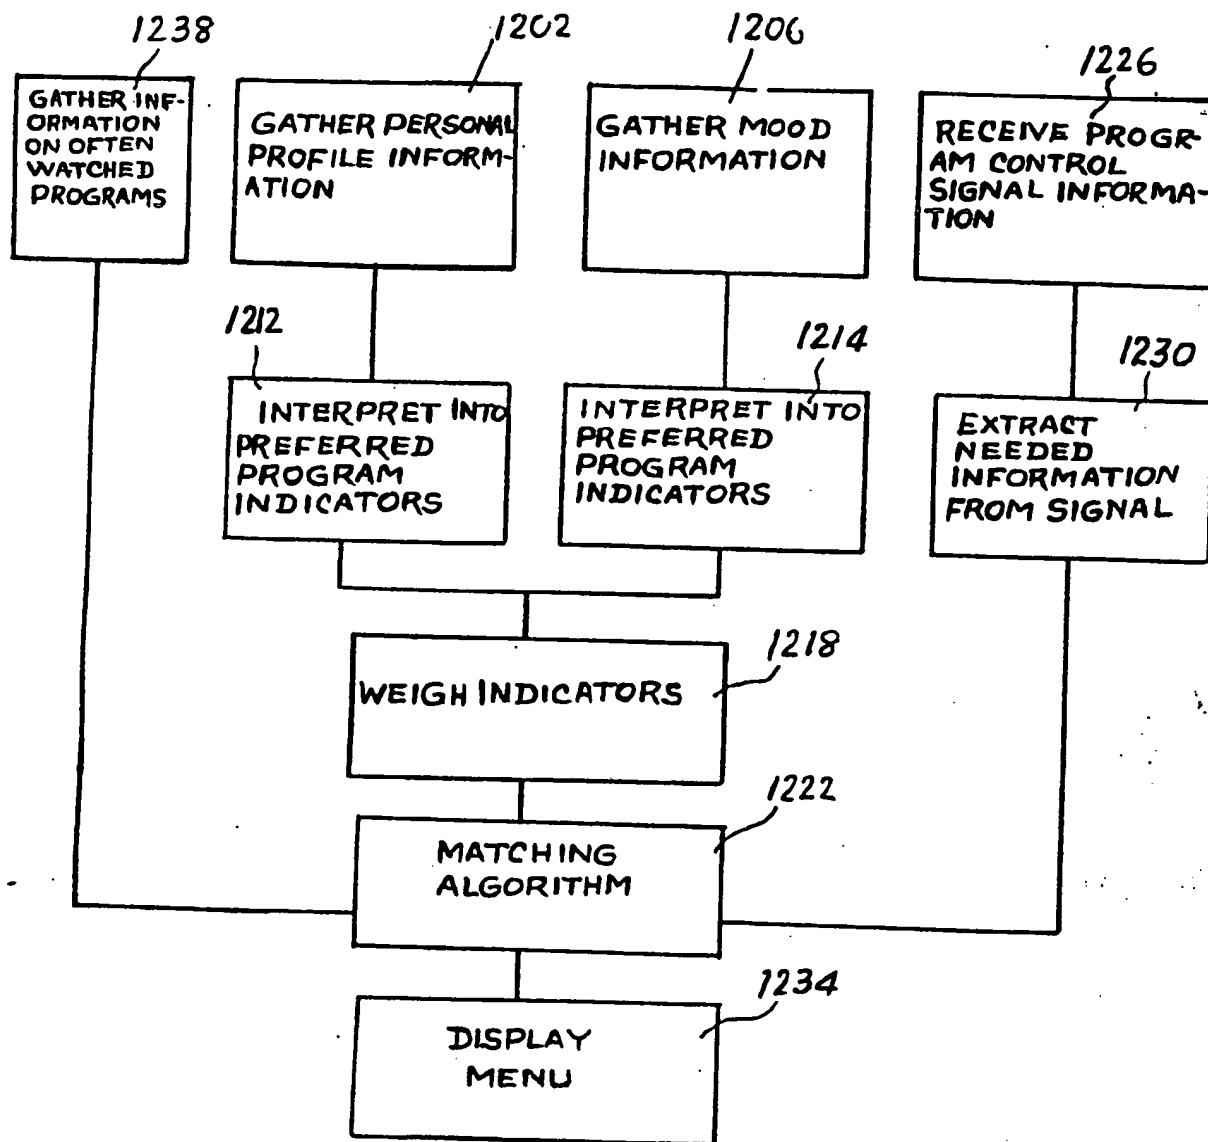 1238
GATHER INF-
ORMATION
ON OFTEN
WATCHED
PROGRAMS
1202
GATHER PERSONAL
PROFILE INFORM-
ATION
1206
GATHER MOOD
INFORMATION
1226
RECEIVE PROGR-
AM CONTROL
SIGNAL INFORMA-
TION
1212
INTERPRET INTO
PREFERRED
PROGRAM
INDICATORS
1214
INTERPRET INTO
PREFERRED
PROGRAM
INDICATORS
1230
EXTRACT
NEEDED
INFORMATION
FROM SIGNAL
1218
WEIGH INDICATORS
1222
MATCHING
ALGORITHM
1234
DISPLAY
MENU